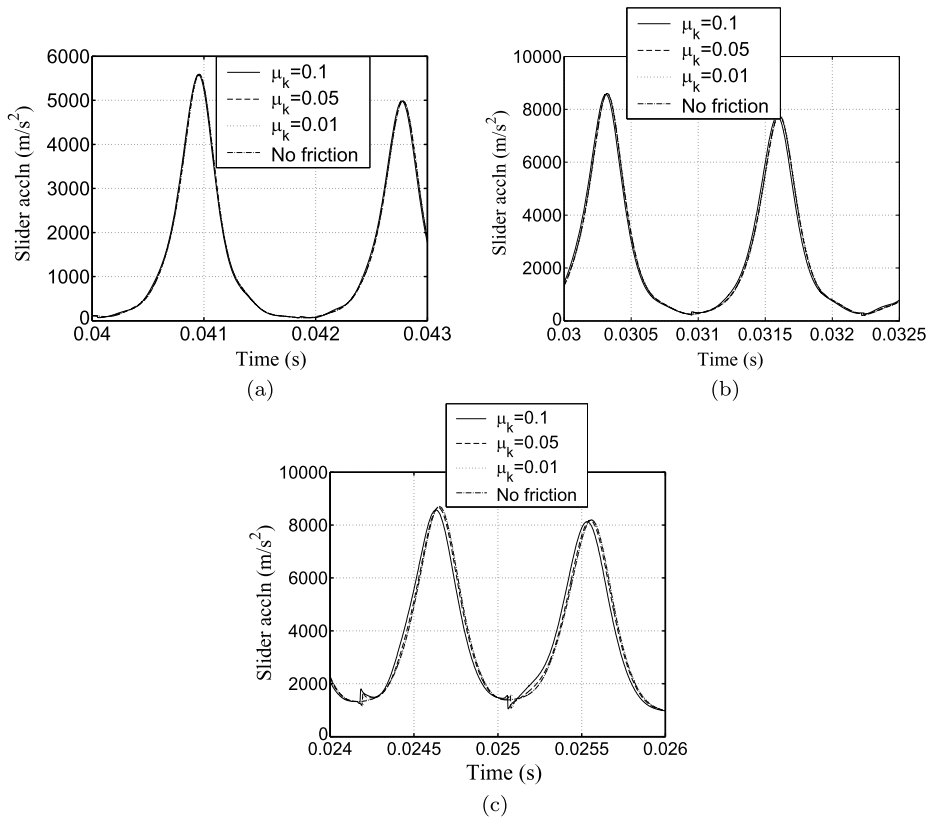 μk=0.1
μk=0.05
μk=0.01
No friction
6000
5000
4000
3000
2000
1000
0
Slider accln (m/s2)
0.04 0.041 0.042 0.043
Time (s)
(a)
μk=0.1
μk=0.05
μk=0.01
No friction
10000
8000
6000
4000
2000
0
Slider accln (m/s2)
0.03 0.0305 0.031 0.0315 0.032 0.0325
Time (s)
(b)
μk=0.1
μk=0.05
μk=0.01
No friction
10000
8000
6000
4000
2000
0
Slider accln (m/s2)
0.024 0.0245 0.025 0.0255 0.026
Time (s)
(c)